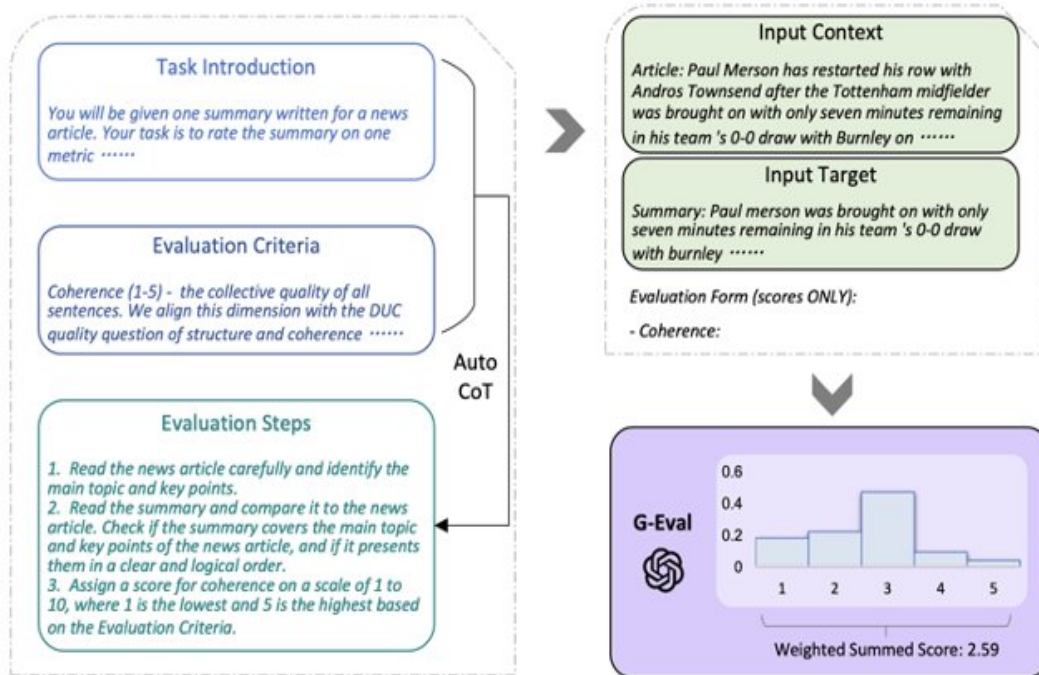 Task Introduction
You will be given one summary written for a news
article. Your task is to rate the summary on one
metric ······
Evaluation Criteria
Coherence (1-5) - the collective quality of all
sentences. We align this dimension with the DUC
quality question of structure and coherence ······
Auto
CoT
Evaluation Steps
1. Read the news article carefully and identify the
main topic and key points.
2. Read the summary and compare it to the news
article. Check if the summary covers the main topic
and key points of the news article, and if it presents
them in a clear and logical order.
3. Assign a score for coherence on a scale of 1 to
10, where 1 is the lowest and 5 is the highest based
on the Evaluation Criteria.
Input Context
Article: Paul Merson has restarted his row with
Andros Townsend after the Tottenham midfielder
was brought on with only seven minutes remaining
in his team 's 0-0 draw with Burnley on ······
Input Target
Summary: Paul merson was brought on with only
seven minutes remaining in his team 's 0-0 draw
with burnley ······
Evaluation Form (scores ONLY):
- Coherence:
G-Eval
0.6
0.4
0.2
0
1 2 3 4 5
Weighted Summed Score: 2.59